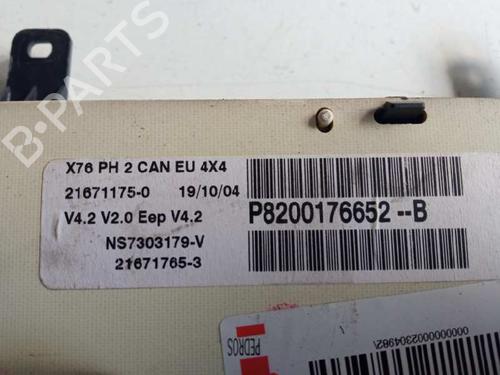 B-PARTS
X76 PH 2 CAN EU 4X4
21671175-0 19/10/04
V4.2 V2.0 Eep V4.2
NS7303179-V
21671765-3
P8200176652--B
PEDROS